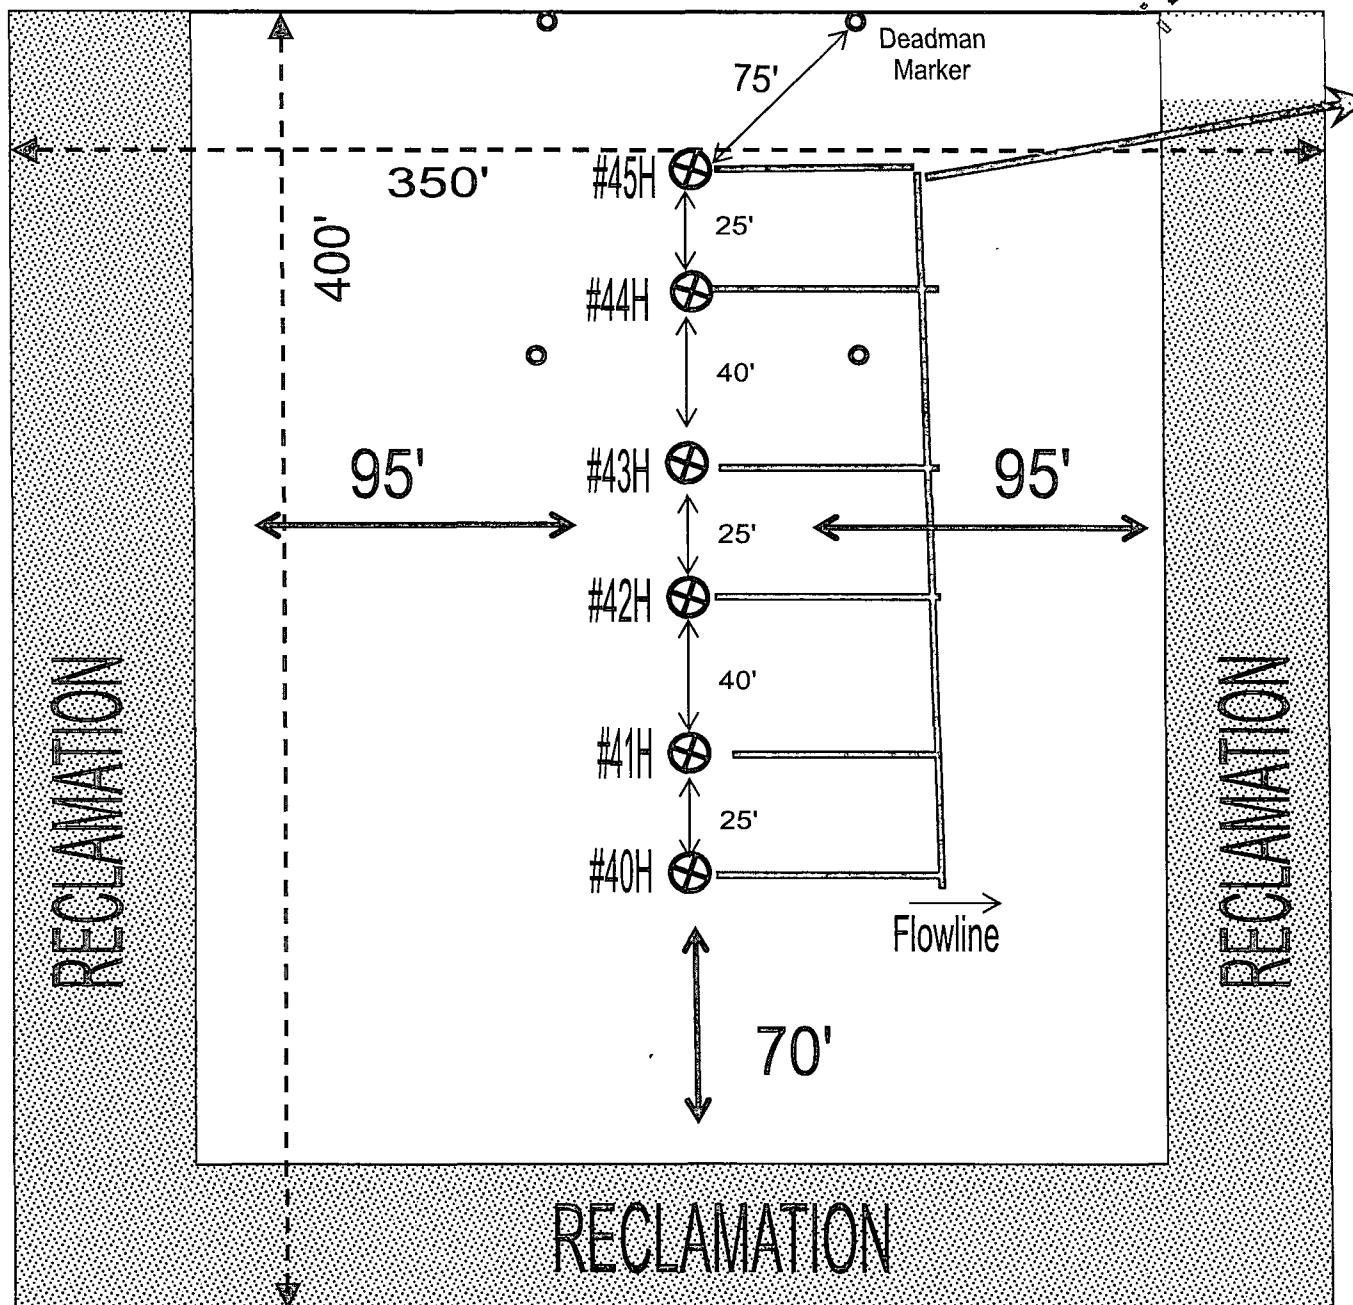 Deadman
Marker
75'
#45H
350'
25'
400'
#44H
40'
95'
#43H
95'
25'
#42H
40'
#41H
25'
#40H
Flowline
70'
RECLAMATION
RECLAMATION
RECLAMATION